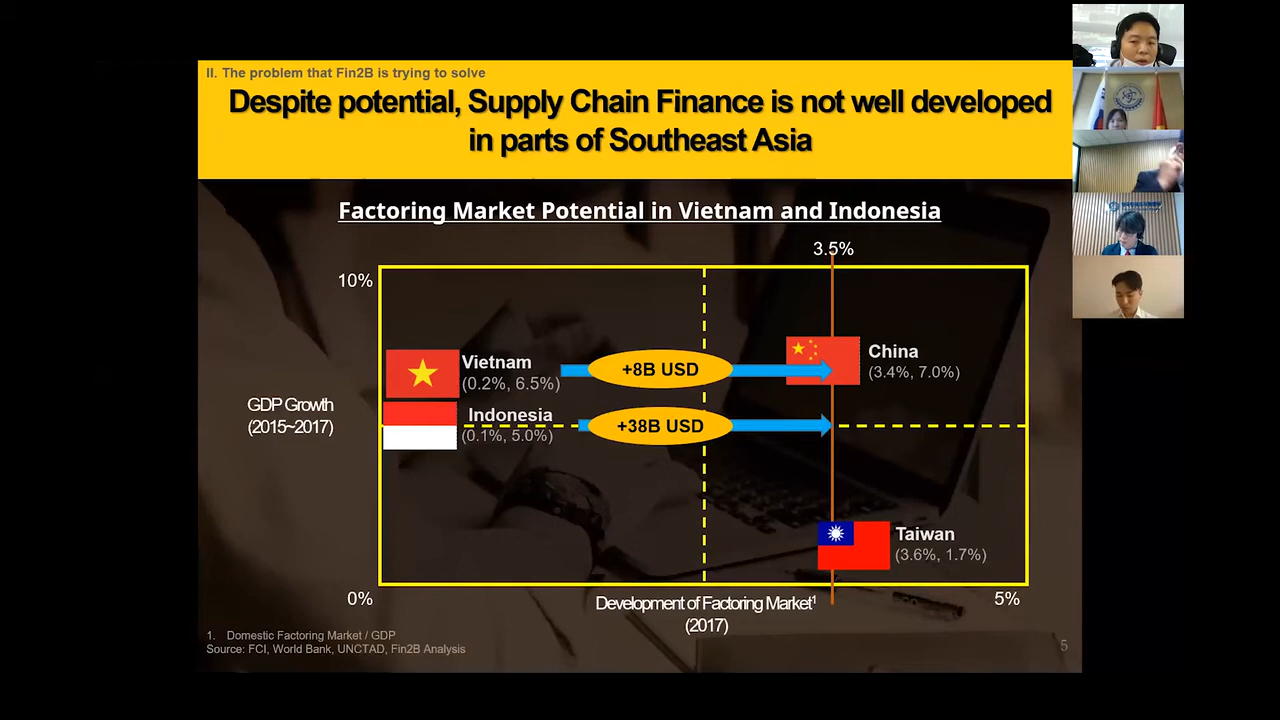 II. The problem that Fin2B is trying to solve
Despite potential, Supply Chain Finance is not well developed
in parts of Southeast Asia
Factoring Market Potential in Vietnam and Indonesia
3.5%
10%
Vietnam
(0.2%, 6.5%)
+8B USD
China
(3.4%, 7.0%)
GDP Growth
(2015~2017)
Indonesia
(0.1%, 5.0%)
+38B USD
Taiwan
(3.6%, 1.7%)
0%
Development of Factoring Market¹
(2017)
5%
1. Domestic Factoring Market / GDP
Source: FCI, World Bank, UNCTAD, Fin2B Analysis
5